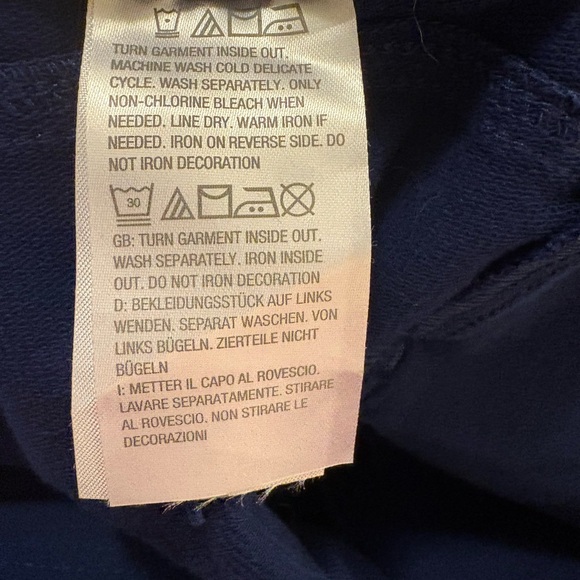 TURN GARMENT INSIDE OUT.
MACHINE WASH COLD DELICATE
CYCLE. WASH SEPARATELY. ONLY
NON-CHLORINE BLEACH WHEN
NEEDED. LINE DRY. WARM IRON IF
NEEDED. IRON ON REVERSE SIDE. DO
NOT IRON DECORATION
30
GB: TURN GARMENT INSIDE OUT.
WASH SEPARATELY. IRON INSIDE
OUT. DO NOT IRON DECORATION
D: BEKLEIDUNGSSTÜCK AUF LINKS
WENDEN. SEPARAT WASCHEN. VON
LINKS BÜGELN. ZIERTEILE NICHT
BÜGELN
I: METTER IL CAPO AL ROVESCIO.
LAVARE SEPARATAMENTE. STIRARE
AL ROVESCIO. NON STIRARE LE
DECORAZIONI